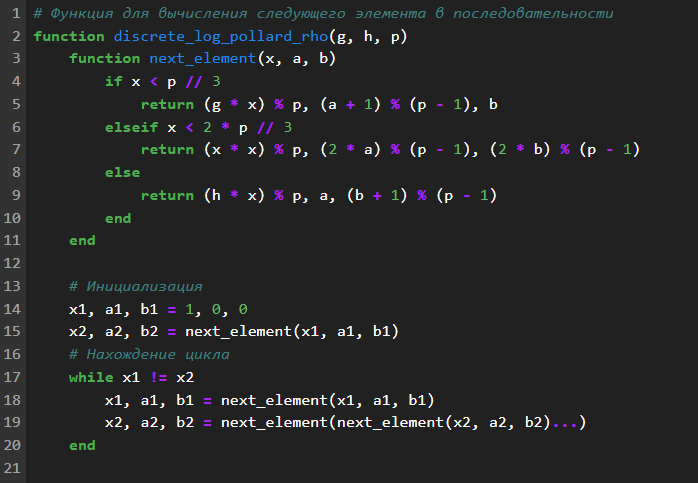 1 # Функция для вычисления следующего элемента в последовательности
2 function discrete_log_pollard_rho(g, h, p)
3     function next_element(x, a, b)
4         if x < p // 3
5             return (g * x) % p, (a + 1) % (p - 1), b
6         elseif x < 2 * p // 3
7             return (x * x) % p, (2 * a) % (p - 1), (2 * b) % (p - 1)
8         else
9             return (h * x) % p, a, (b + 1) % (p - 1)
10         end
11     end
12
13     # Инициализация
14     x1, a1, b1 = 1, 0, 0
15     x2, a2, b2 = next_element(x1, a1, b1)
16     # Нахождение цикла
17     while x1 != x2
18         x1, a1, b1 = next_element(x1, a1, b1)
19         x2, a2, b2 = next_element(next_element(x2, a2, b2)...)
20     end
21